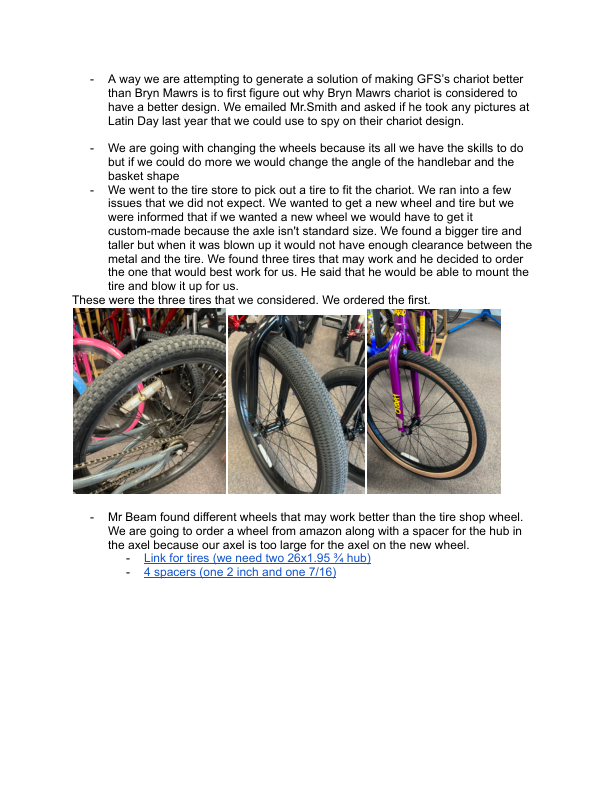 - A way we are attempting to generate a solution of making GFS’s chariot better
than Bryn Mawrs is to first figure out why Bryn Mawrs chariot is considered to
have a better design. We emailed Mr.Smith and asked if he took any pictures at
Latin Day last year that we could use to spy on their chariot design.
- We are going with changing the wheels because its all we have the skills to do
but if we could do more we would change the angle of the handlebar and the
basket shape
- We went to the tire store to pick out a tire to fit the chariot. We ran into a few
issues that we did not expect. We wanted to get a new wheel and tire but we
were informed that if we wanted a new wheel we would have to get it
custom-made because the axle isn't standard size. We found a bigger tire and
taller but when it was blown up it would not have enough clearance between the
metal and the tire. We found three tires that may work and he decided to order
the one that would best work for us. He said that he would be able to mount the
tire and blow it up for us.
These were the three tires that we considered. We ordered the first.
- Mr Beam found different wheels that may work better than the tire shop wheel.
We are going to order a wheel from amazon along with a spacer for the hub in
the axel because our axel is too large for the axel on the new wheel.
- Link for tires (we need two 26x1.95 ¾ hub)
- 4 spacers (one 2 inch and one 7/16)